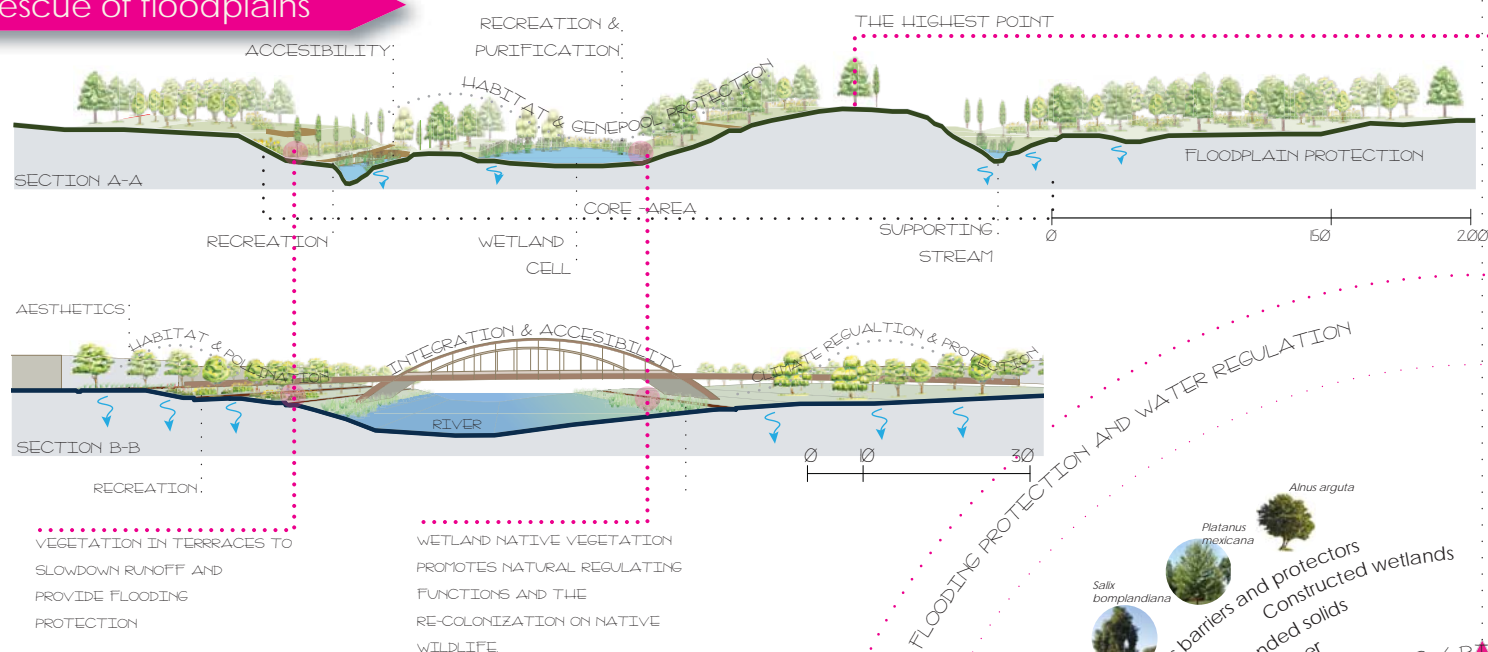 escue of floodplains
RECREATION &
PURIFICATION
ACCESIBILITY
THE HIGHEST POINT
HABITAT & GENEPOOL PROTECTION
SECTION A-A
FLOODPLAIN PROTECTION
CORE AREA
RECREATION
WETLAND
CELL
SUPPORTING
STREAM
0 150 200
AESTHETICS
HABITAT & POLLINATION
INTEGRATION & ACCESIBILITY
CLIMATE REGUALTION & PROTECTION
RIVER
SECTION B-B
RECREATION
0 10 30
VEGETATION IN TERRRACES TO
SLOWDOWN RUNOFF AND
PROVIDE FLOODING
PROTECTION
WETLAND NATIVE VEGETATION
PROMOTES NATURAL REGULATING
FUNCTIONS AND THE
RE-COLONIZATION ON NATIVE
WILDLIFE
FLOODING PROTECTION AND WATER REGULATION
Alnus arguta
Platanus
mexicana
Salix
bomplandiana
barriers and protectors
Constructed wetlands
nded solids